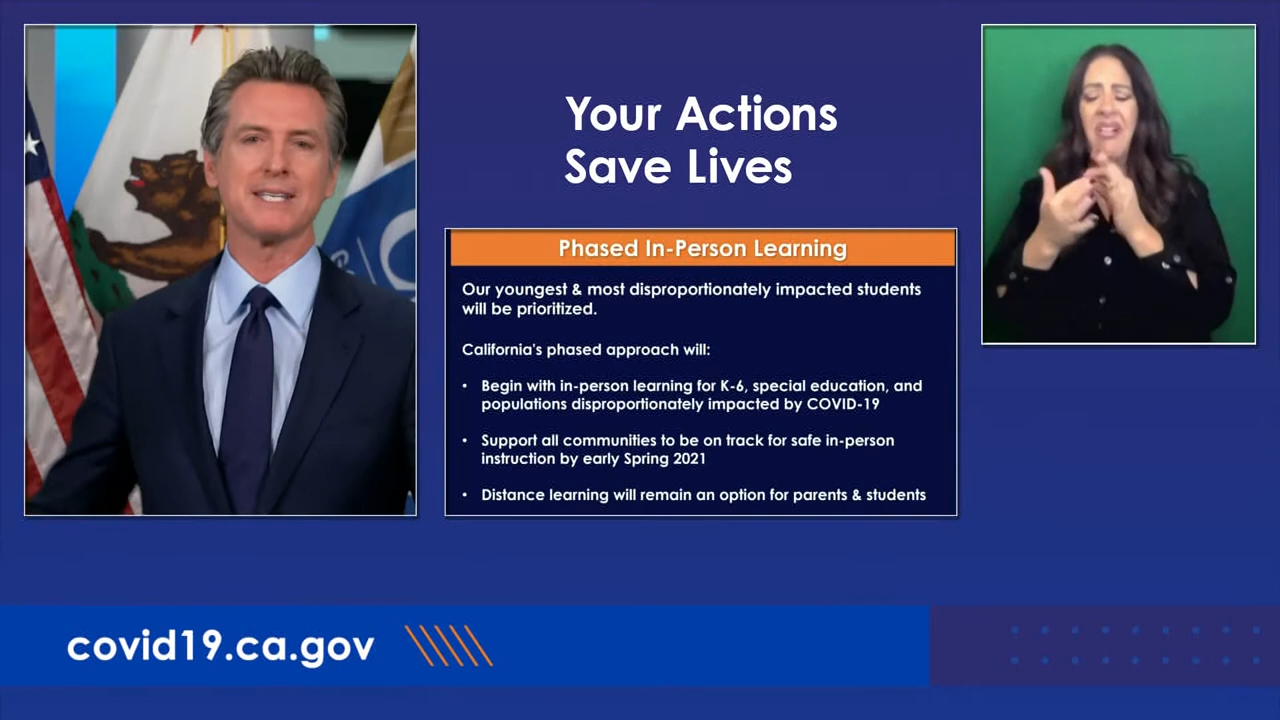 Your Actions
Save Lives
Phased In-Person Learning
Our youngest & most disproportionately impacted students
will be prioritized.
California's phased approach will:
• Begin with in-person learning for K-6, special education, and
populations disproportionately impacted by COVID-19
• Support all communities to be on track for safe in-person
instruction by early Spring 2021
• Distance learning will remain an option for parents & students
covid19.ca.gov